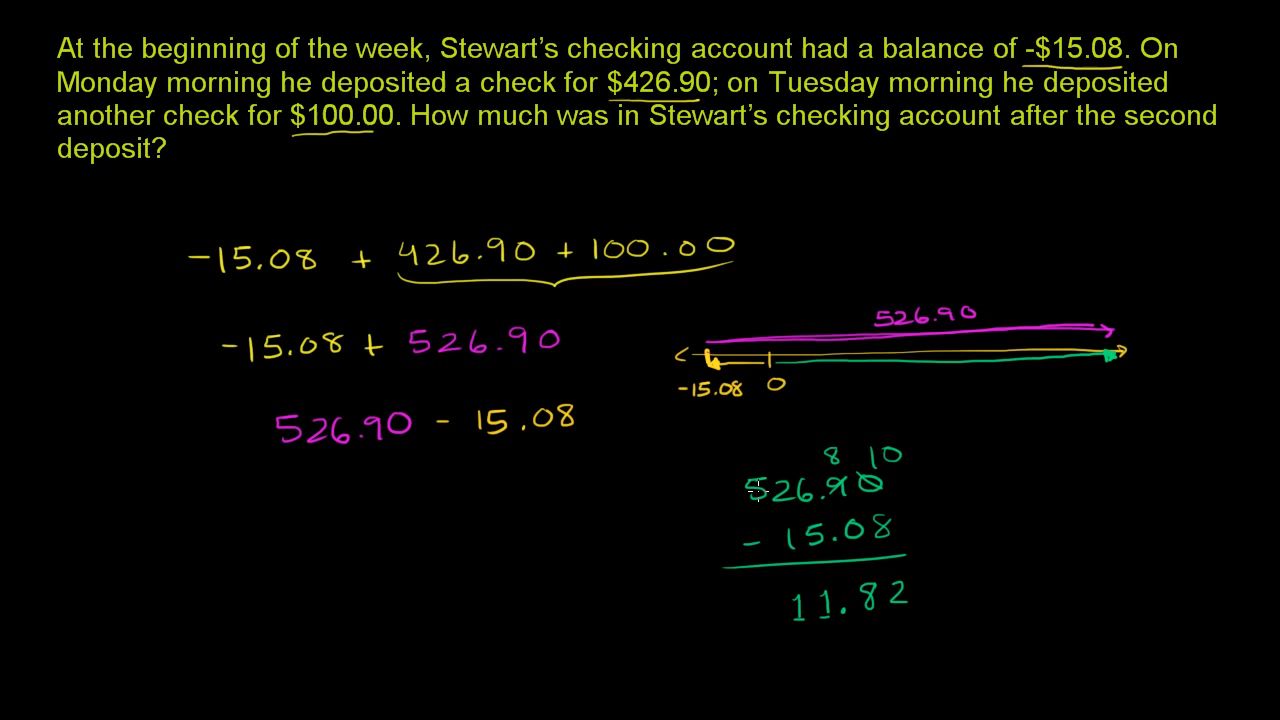 At the beginning of the week, Stewart’s checking account had a balance of -$15.08. On
Monday morning he deposited a check for $426.90; on Tuesday morning he deposited
another check for $100.00. How much was in Stewart’s checking account after the second
deposit?
-15.08 + 426.90 + 100.00
-15.08 + 526.90
526.90
-15.08 0
526.90 - 15.08
8 10
526.90
- 15.08
11.82